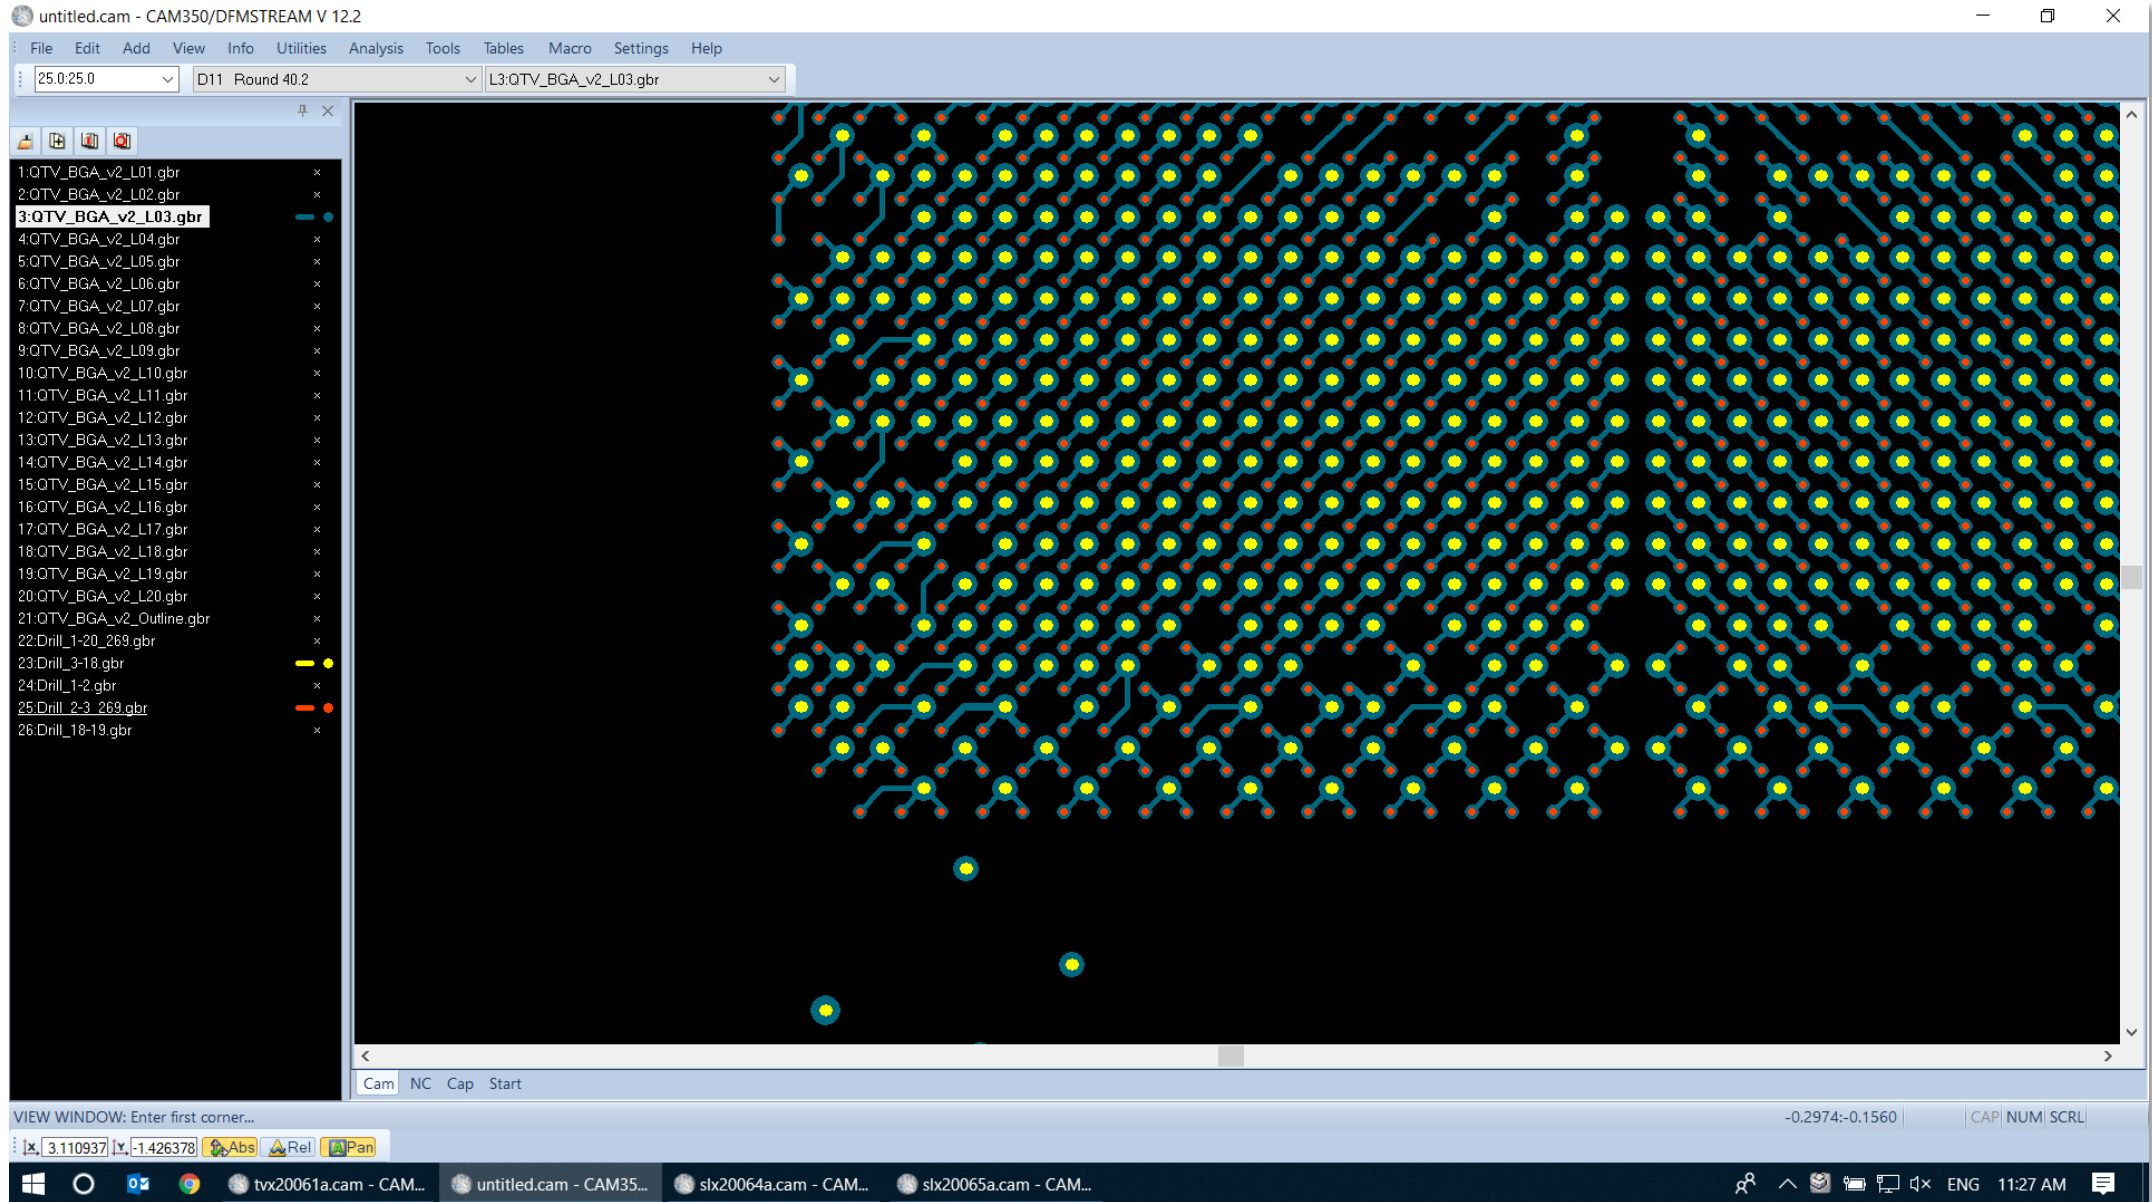 untitled.cam - CAM350/DFMSTREAM V 12.2
File Edit Add View Info Utilities Analysis Tools Tables Macro Settings Help
25.0:25.0 D11 Round 40.2 L3:QTV_BGA_v2_L03.gbr
1:QTV_BGA_v2_L01.gbr
2:QTV_BGA_v2_L02.gbr
3:QTV_BGA_v2_L03.gbr
4:QTV_BGA_v2_L04.gbr
5:QTV_BGA_v2_L05.gbr
6:QTV_BGA_v2_L06.gbr
7:QTV_BGA_v2_L07.gbr
8:QTV_BGA_v2_L08.gbr
9:QTV_BGA_v2_L09.gbr
10:QTV_BGA_v2_L10.gbr
11:QTV_BGA_v2_L11.gbr
12:QTV_BGA_v2_L12.gbr
13:QTV_BGA_v2_L13.gbr
14:QTV_BGA_v2_L14.gbr
15:QTV_BGA_v2_L15.gbr
16:QTV_BGA_v2_L16.gbr
17:QTV_BGA_v2_L17.gbr
18:QTV_BGA_v2_L18.gbr
19:QTV_BGA_v2_L19.gbr
20:QTV_BGA_v2_L20.gbr
21:QTV_BGA_v2_Outline.gbr
22:Drill_1-20_269.gbr
23:Drill_3-18.gbr
24:Drill_1-2.gbr
25:Drill_2-3_269.gbr
26:Drill_18-19.gbr
Cam NC Cap Start
VIEW WINDOW: Enter first corner... -0.2974:-0.1560 CAP NUM SCRL
X, 3.110937 Y, -1.426378 Abs Rel Pan
tvx20061a.cam - CAM... untitled.cam - CAM35... slx20064a.cam - CAM... slx20065a.cam - CAM... ENG 11:27 AM